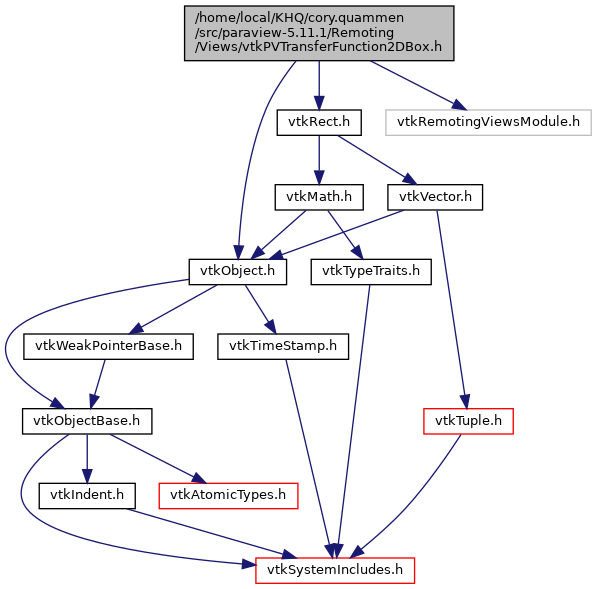 /home/local/KHQ/cory.quammen
/src/paraview-5.11.1/Remoting
/Views/vtkPVTransferFunction2DBox.h
vtkRect.h
vtkRemotingViewsModule.h
vtkMath.h
vtkVector.h
vtkObject.h
vtkTypeTraits.h
vtkWeakPointerBase.h
vtkTimeStamp.h
vtkObjectBase.h
vtkTuple.h
vtkIndent.h
vtkAtomicTypes.h
vtkSystemIncludes.h